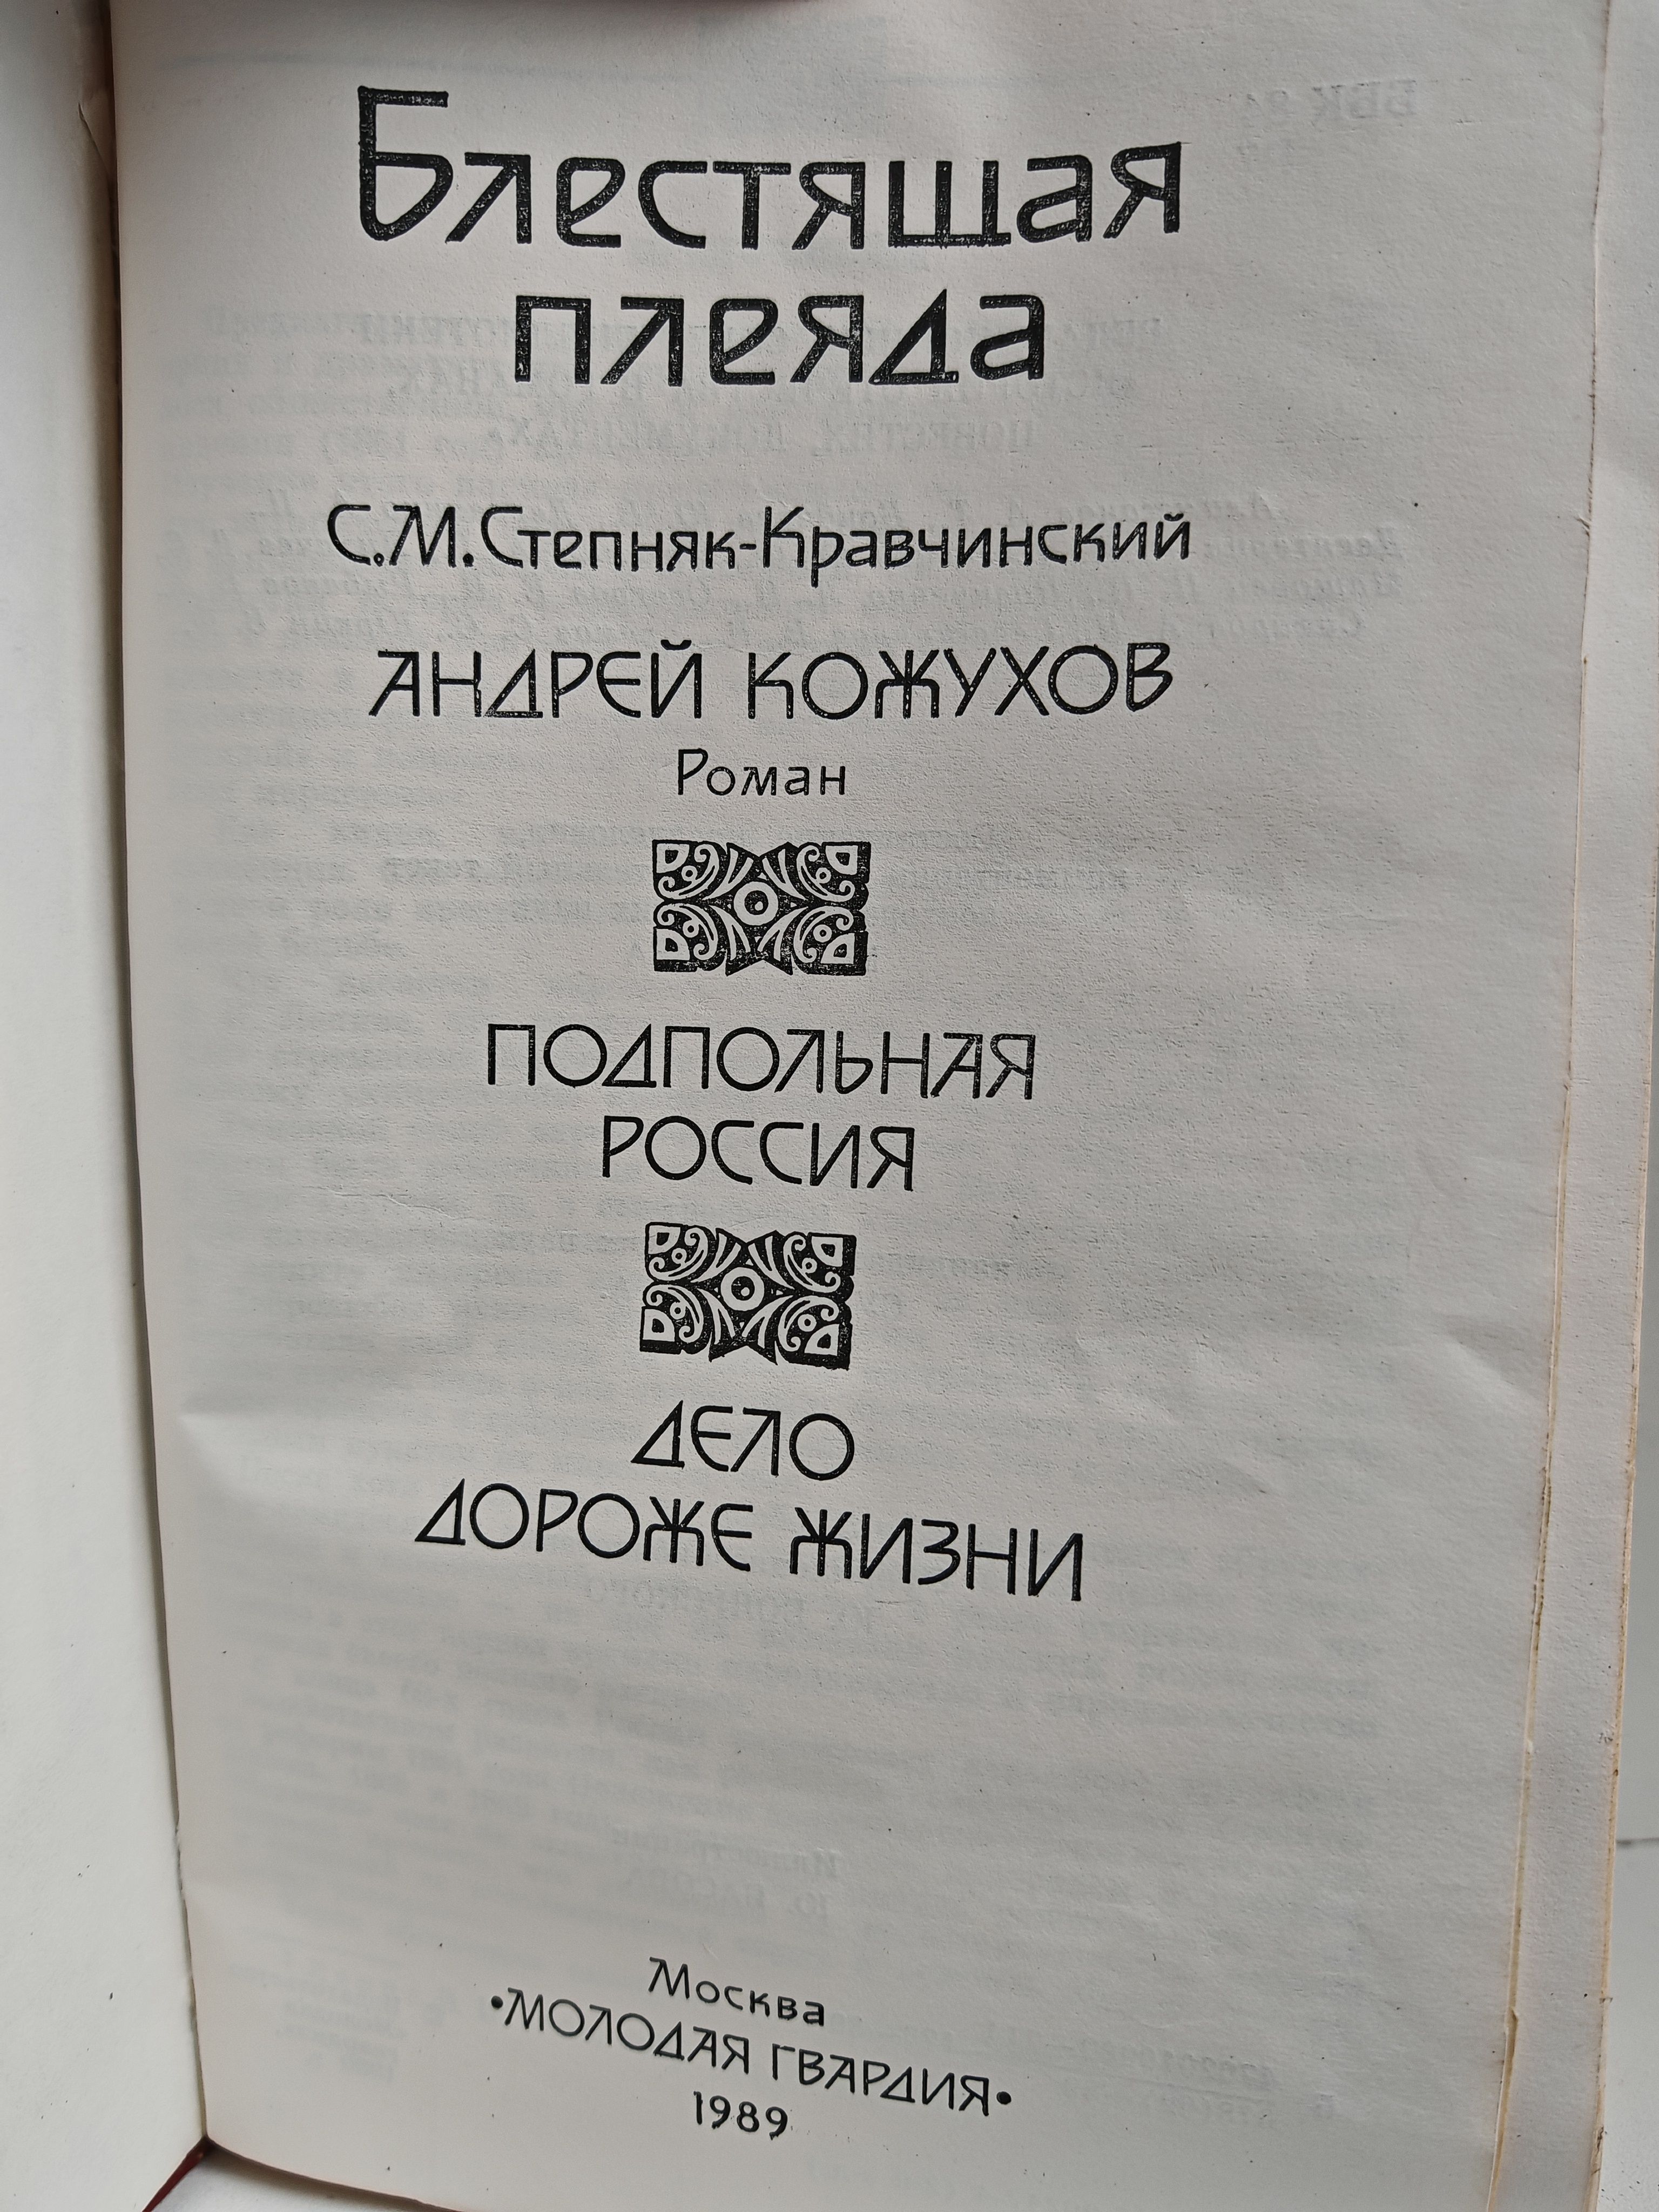 Блестящая
плеяда
С.М.Степняк-Кравчинский
АНДРЕЙ КОЖУХОВ
Роман
ПОДПОЛЬНАЯ
РОССИЯ
ДЕЛО
ДОРОЖЕ ЖИЗНИ
Москва
•МОЛОДАЯ ГВАРДИЯ•
1989